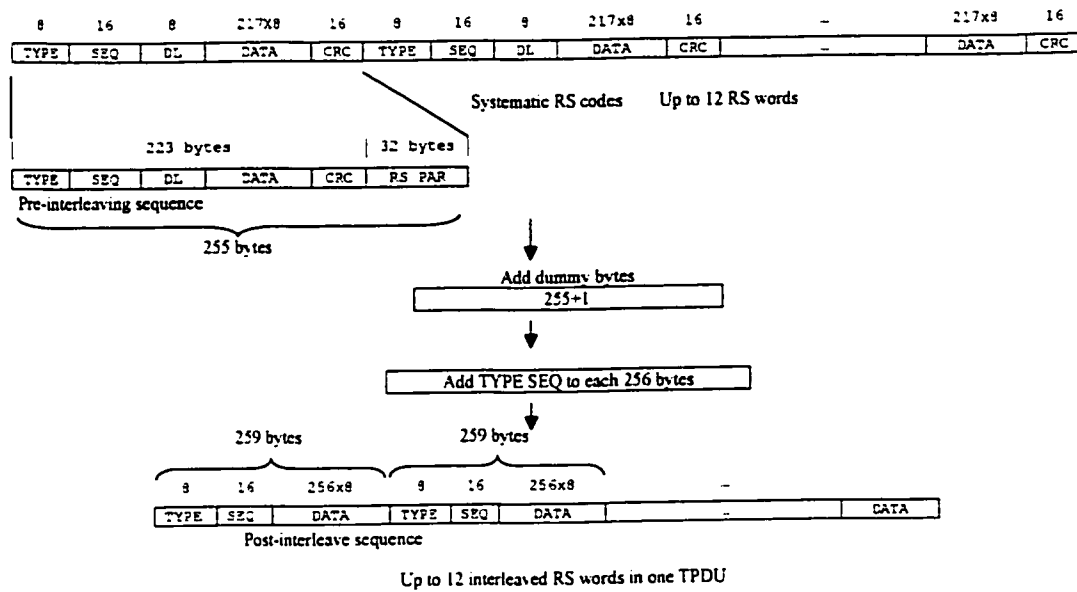 8 16 8 217X8 16 8 16 8 217x8 16 – 217x8 16
TYPE SEQ DL DATA CRC TYPE SEQ DL DATA CRC – DATA CRC
Systematic RS codes Up to 12 RS words
223 bytes 32 bytes
TYPE SEQ DL DATA CRC RS PAR
Pre-interleaving sequence
255 bytes
Add dummy bytes
255+1
Add TYPE SEQ to each 256 bytes
259 bytes 259 bytes
8 16 256x8 8 16 256x8 –
TYPE SEQ DATA TYPE SEQ DATA – DATA
Post-interleave sequence
Up to 12 interleaved RS words in one TPDU